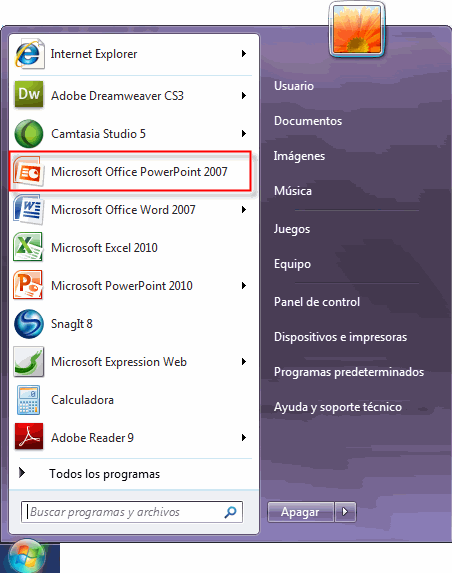 Internet Explorer
Dw
Adobe Dreamweaver CS3
Camtasia Studio 5
Microsoft Office PowerPoint 2007
Microsoft Office Word 2007
Microsoft Excel 2010
Microsoft PowerPoint 2010
SnagIt 8
Microsoft Expression Web
Calculadora
Adobe Reader 9
Todos los programas
Buscar programas y archivos
Usuario
Documentos
Imágenes
Música
Juegos
Equipo
Panel de control
Dispositivos e impresoras
Programas predeterminados
Ayuda y soporte técnico
Apagar